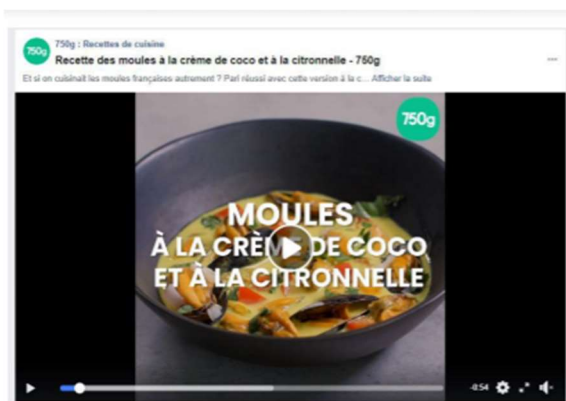 750g
750g : Recettes de cuisine
Recette des moules à la crème de coco et à la citronnelle - 750g
Et si on cuisinait les moules françaises autrement ? Pari réussi avec cette version à la c... Afficher la suite
750g
MOULES
À LA CRÈME DE COCO
ET À LA CITRONNELLE
-0:54